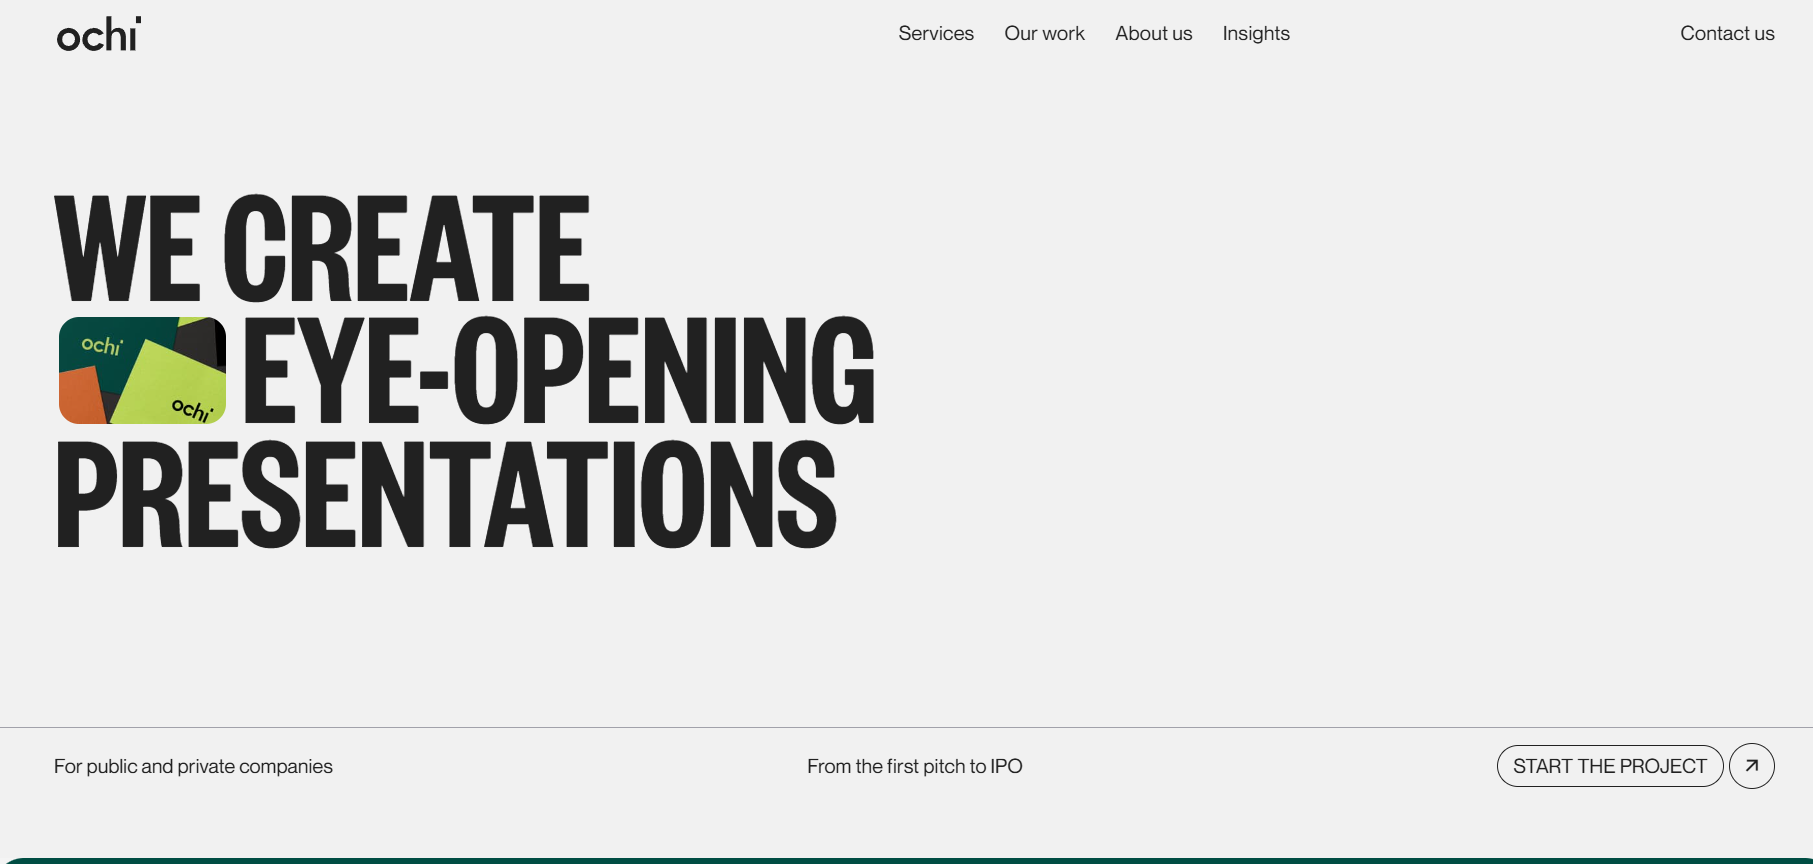 ochi
Services Our work About us Insights Contact us
WE CREATE
ochi
ochi
EYE-OPENING
PRESENTATIONS
For public and private companies From the first pitch to IPO START THE PROJECT